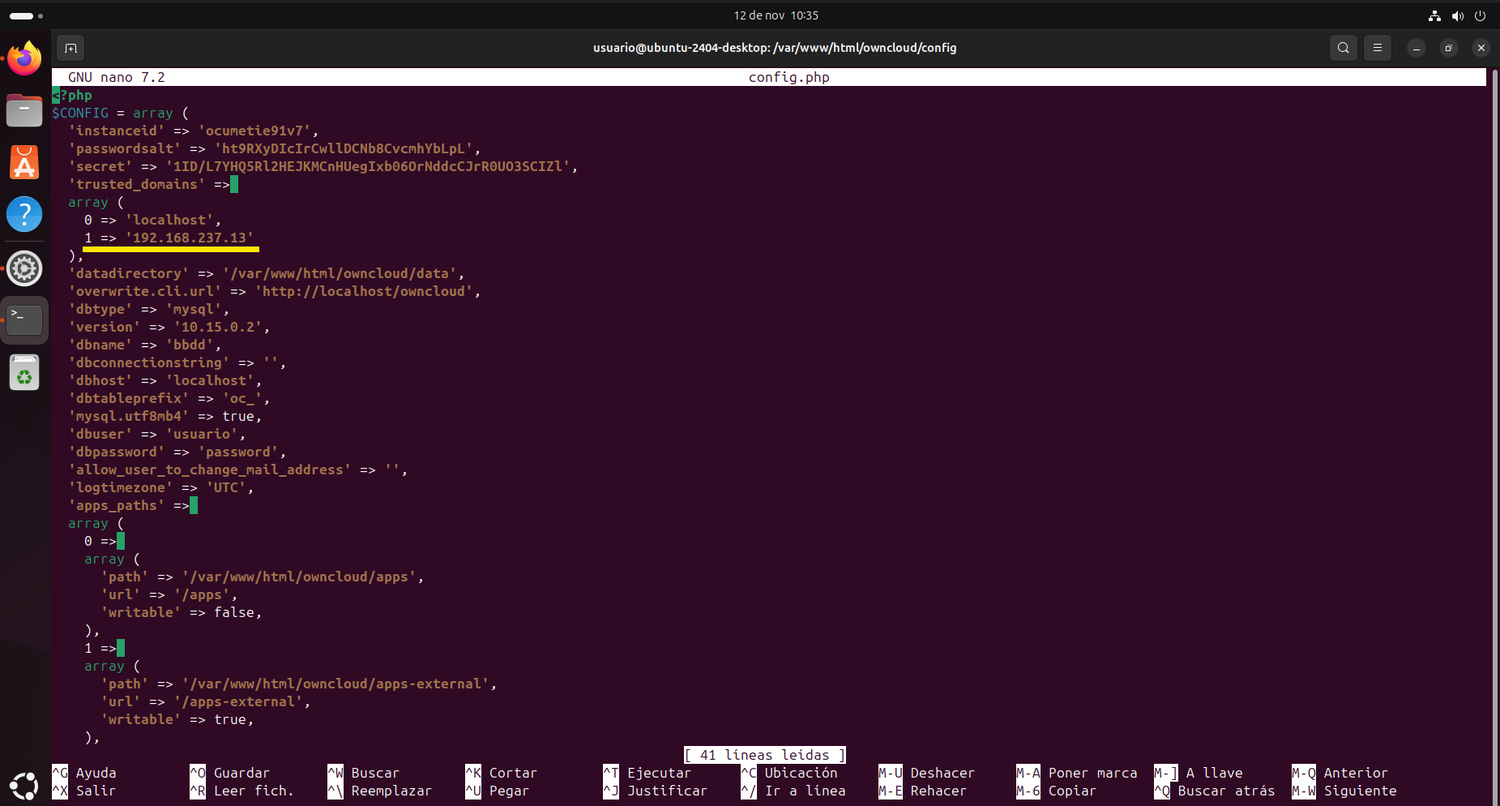 12 de nov 10:35
usuario@ubuntu-2404-desktop: /var/www/html/owncloud/config
GNU nano 7.2 config.php
<?php
$CONFIG = array (
  'instanceid' => 'ocumetie91v7',
  'passwordsalt' => 'ht9RXyDIcIrCwllDCNb8CvcmhYbLpL',
  'secret' => '1ID/L7YHQ5Rl2HEJKMCnHUegIxb06OrNddcCJrR0UO3SCIZl',
  'trusted_domains' =>
  array (
    0 => 'localhost',
    1 => '192.168.237.13'
  ),
  'datadirectory' => '/var/www/html/owncloud/data',
  'overwrite.cli.url' => 'http://localhost/owncloud',
  'dbtype' => 'mysql',
  'version' => '10.15.0.2',
  'dbname' => 'bbdd',
  'dbconnectionstring' => '',
  'dbhost' => 'localhost',
  'dbtableprefix' => 'oc_',
  'mysql.utf8mb4' => true,
  'dbuser' => 'usuario',
  'dbpassword' => 'password',
  'allow_user_to_change_mail_address' => '',
  'logtimezone' => 'UTC',
  'apps_paths' =>
  array (
    0 =>
    array (
      'path' => '/var/www/html/owncloud/apps',
      'url' => '/apps',
      'writable' => false,
    ),
    1 =>
    array (
      'path' => '/var/www/html/owncloud/apps-external',
      'url' => '/apps-external',
      'writable' => true,
    ),
[ 41 líneas leídas ]
^G Ayuda ^O Guardar ^W Buscar ^K Cortar ^T Ejecutar ^C Ubicación M-U Deshacer M-A Poner marca M-] A llave M-Q Anterior
^X Salir ^R Leer fich. ^\ Reemplazar ^U Pegar ^J Justificar ^/ Ir a línea M-E Rehacer M-6 Copiar ^Q Buscar atrás M-W Siguiente